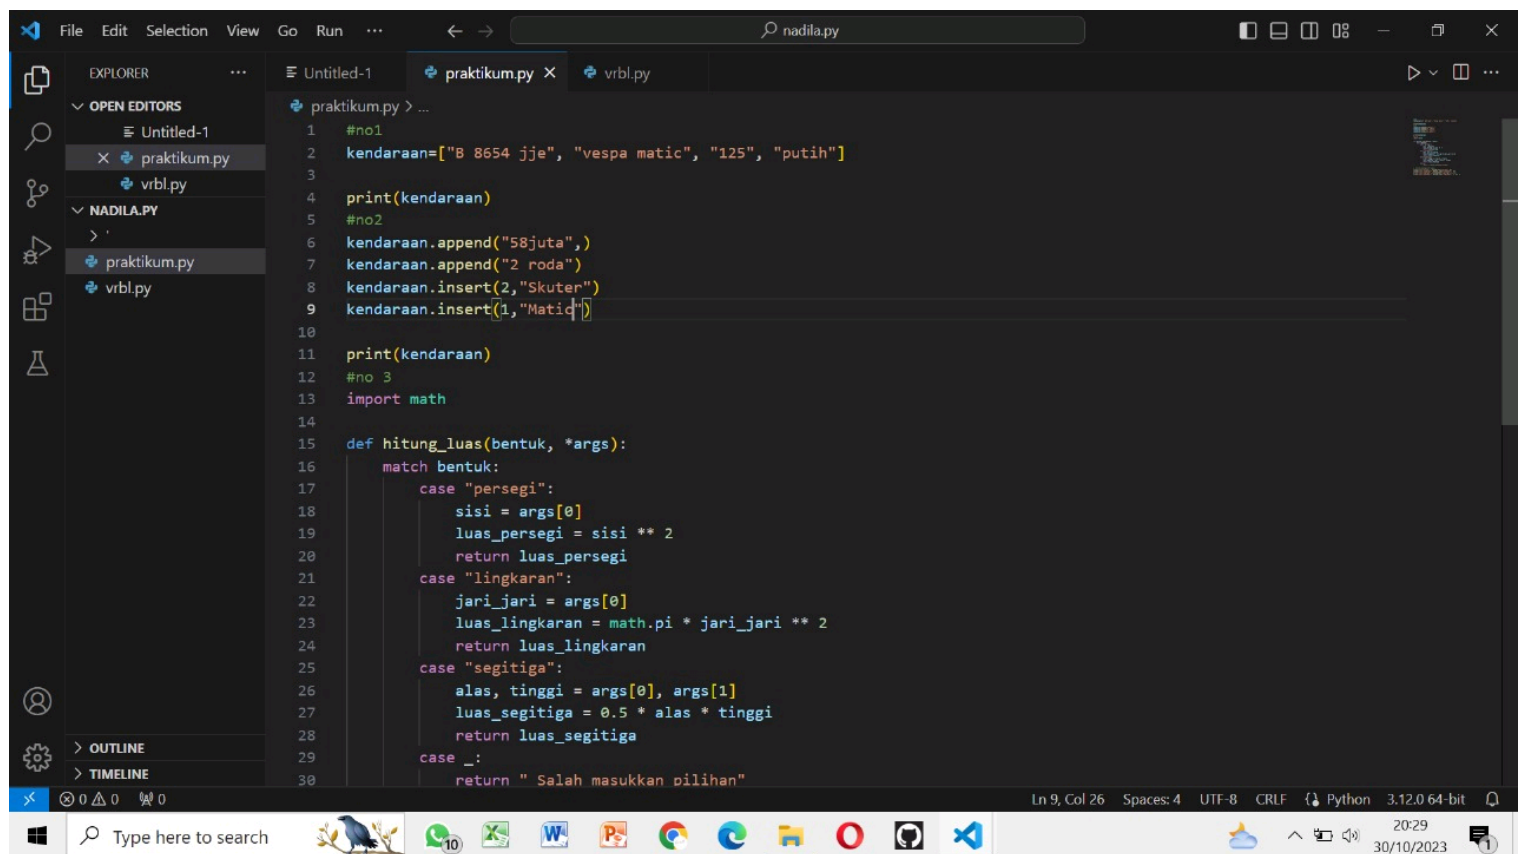 File Edit Selection View Go Run ... nadila.py
EXPLORER ...
OPEN EDITORS
Untitled-1
praktikum.py
vrbl.py
NADILA.PY
> '
praktikum.py
vrbl.py
OUTLINE
TIMELINE
Untitled-1 praktikum.py vrbl.py
praktikum.py > ...
1 #no1
2 kendaraan=["B 8654 jje", "vespa matic", "125", "putih"]
3
4 print(kendaraan)
5 #no2
6 kendaraan.append("58juta",)
7 kendaraan.append("2 roda")
8 kendaraan.insert(2,"Skuter")
9 kendaraan.insert(1,"Matic")
10
11 print(kendaraan)
12 #no 3
13 import math
14
15 def hitung_luas(bentuk, *args):
16 match bentuk:
17 case "persegi":
18 sisi = args[0]
19 luas_persegi = sisi ** 2
20 return luas_persegi
21 case "lingkaran":
22 jari_jari = args[0]
23 luas_lingkaran = math.pi * jari_jari ** 2
24 return luas_lingkaran
25 case "segitiga":
26 alas, tinggi = args[0], args[1]
27 luas_segitiga = 0.5 * alas * tinggi
28 return luas_segitiga
29 case _:
30 return " Salah masukkan pilihan"
0 0 0 Ln 9, Col 26 Spaces: 4 UTF-8 CRLF Python 3.12.0 64-bit
Type here to search 10 20:29
30/10/2023 1